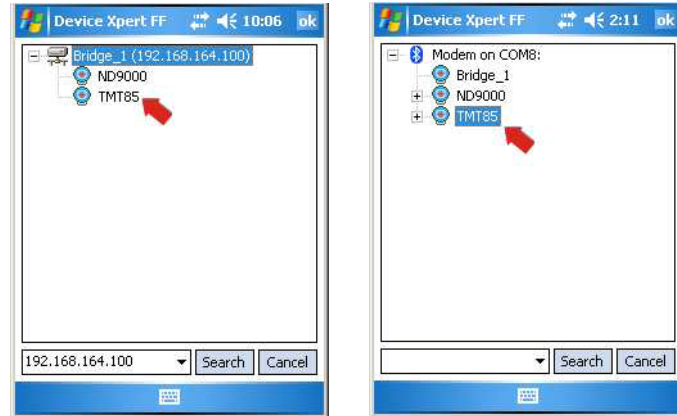 Device Xpert FF 10:06 ok
Bridge_1 (192.168.164.100)
ND9000
TMT85
192.168.164.100 Search Cancel
Device Xpert FF 2:11 ok
Modem on COM8:
Bridge_1
ND9000
TMT85
Search Cancel